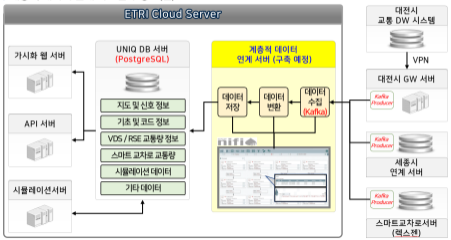 ETRI Cloud Server
가시화 웹 서버
API 서버
시뮬레이션서버
UNIQ DB 서버
(PostgreSQL)
지도 및 신호 정보
기초 및 코드 정보
VDS / RSE 교통량 정보
스마트 교차로 교통량
시뮬레이션 데이터
기타 데이터
계층적 데이터
연계 서버 (구축 예정)
데이터
저장
데이터
변환
데이터
수집
(Kafka)
nifi
대전시
교통 DW 시스템
VPN
대전시 GW 서버
Kafka
Producer
Kafka
Producer
세종시
연계 서버
Kafka
Producer
스마트교차로서버
(렉스젠)